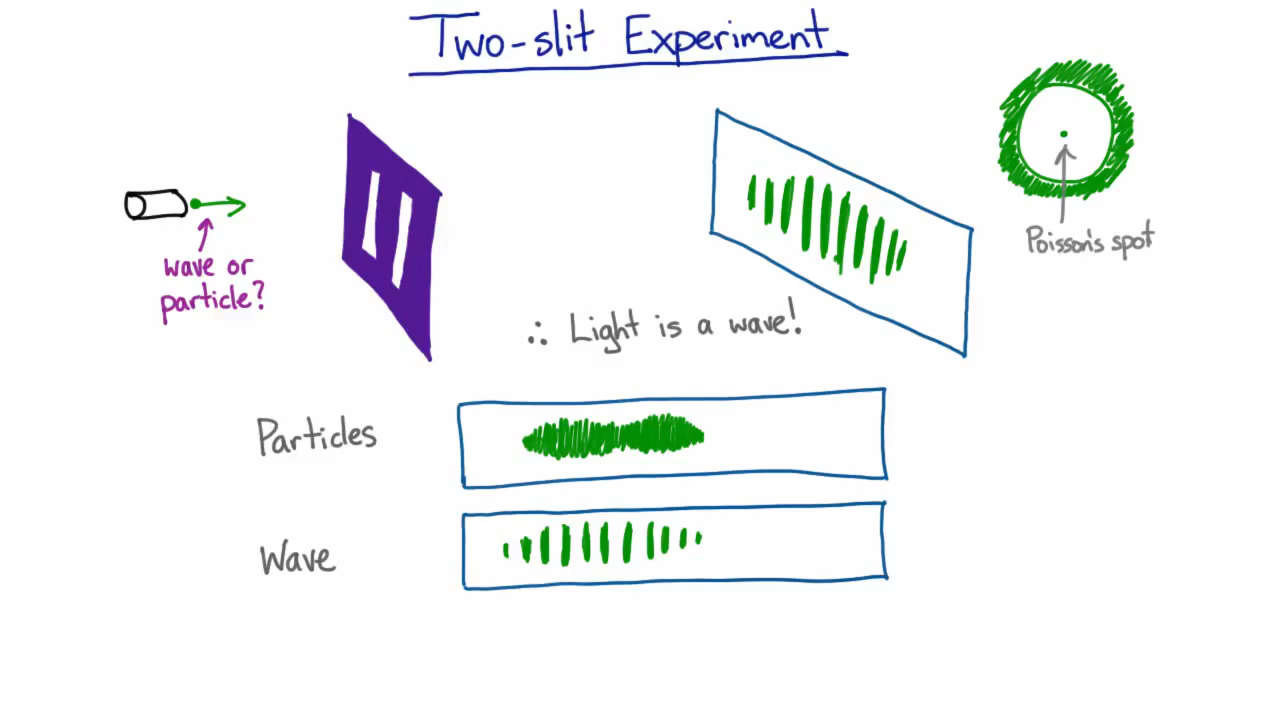 Two-slit Experiment
wave or
particle?
Poisson's spot
∴ Light is a wave!
Particles
Wave